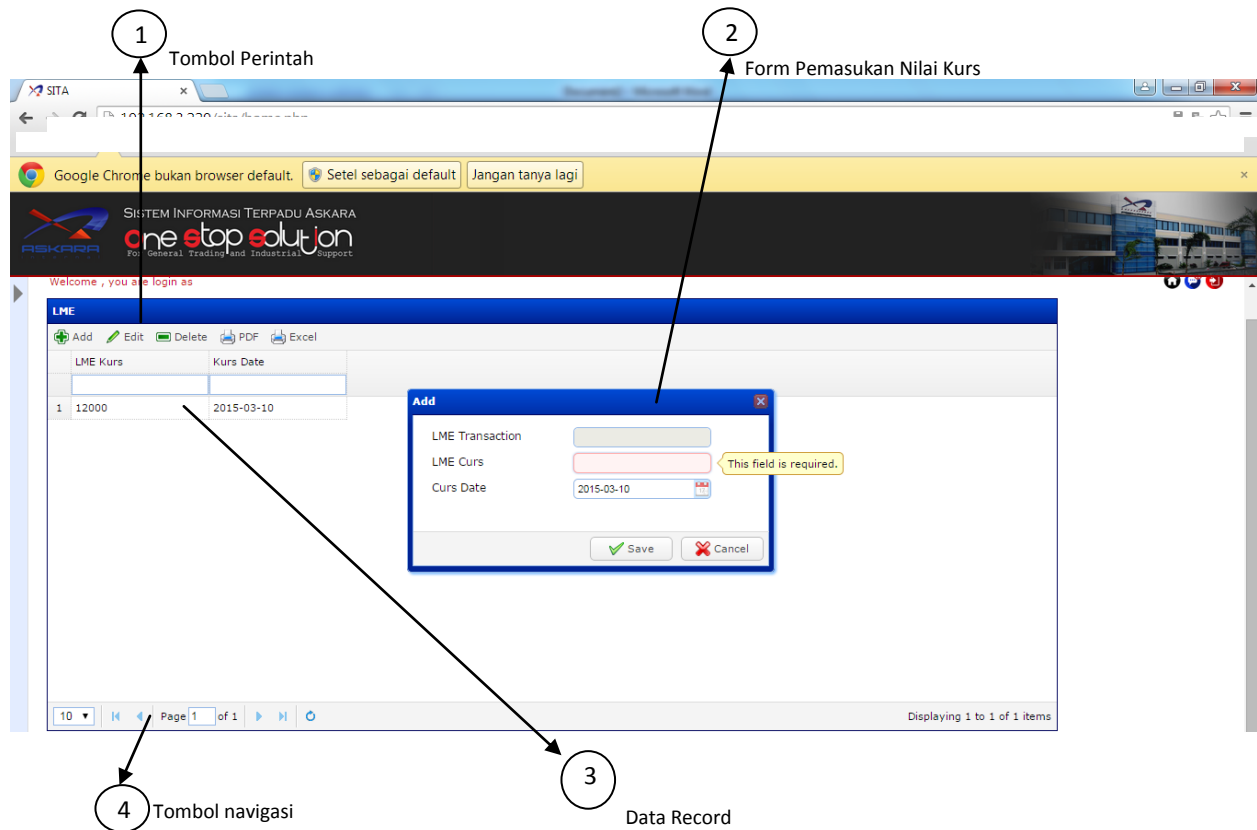 1
Tombol Perintah
2
Form Pemasukan Nilai Kurs
SITA
Google Chrome bukan browser default. Setel sebagai default Jangan tanya lagi
SISTEM INFORMASI TERPADU ASKARA
ASKARA
one stop solution
For General Trading and Industrial Support
Welcome , you are login as
LME
Add Edit Delete PDF Excel
LME Kurs Kurs Date
1 12000 2015-03-10
Add
LME Transaction
LME Curs
This field is required.
Curs Date 2015-03-10
Save Cancel
10 Page 1 of 1
Displaying 1 to 1 of 1 items
3
Data Record
4 Tombol navigasi